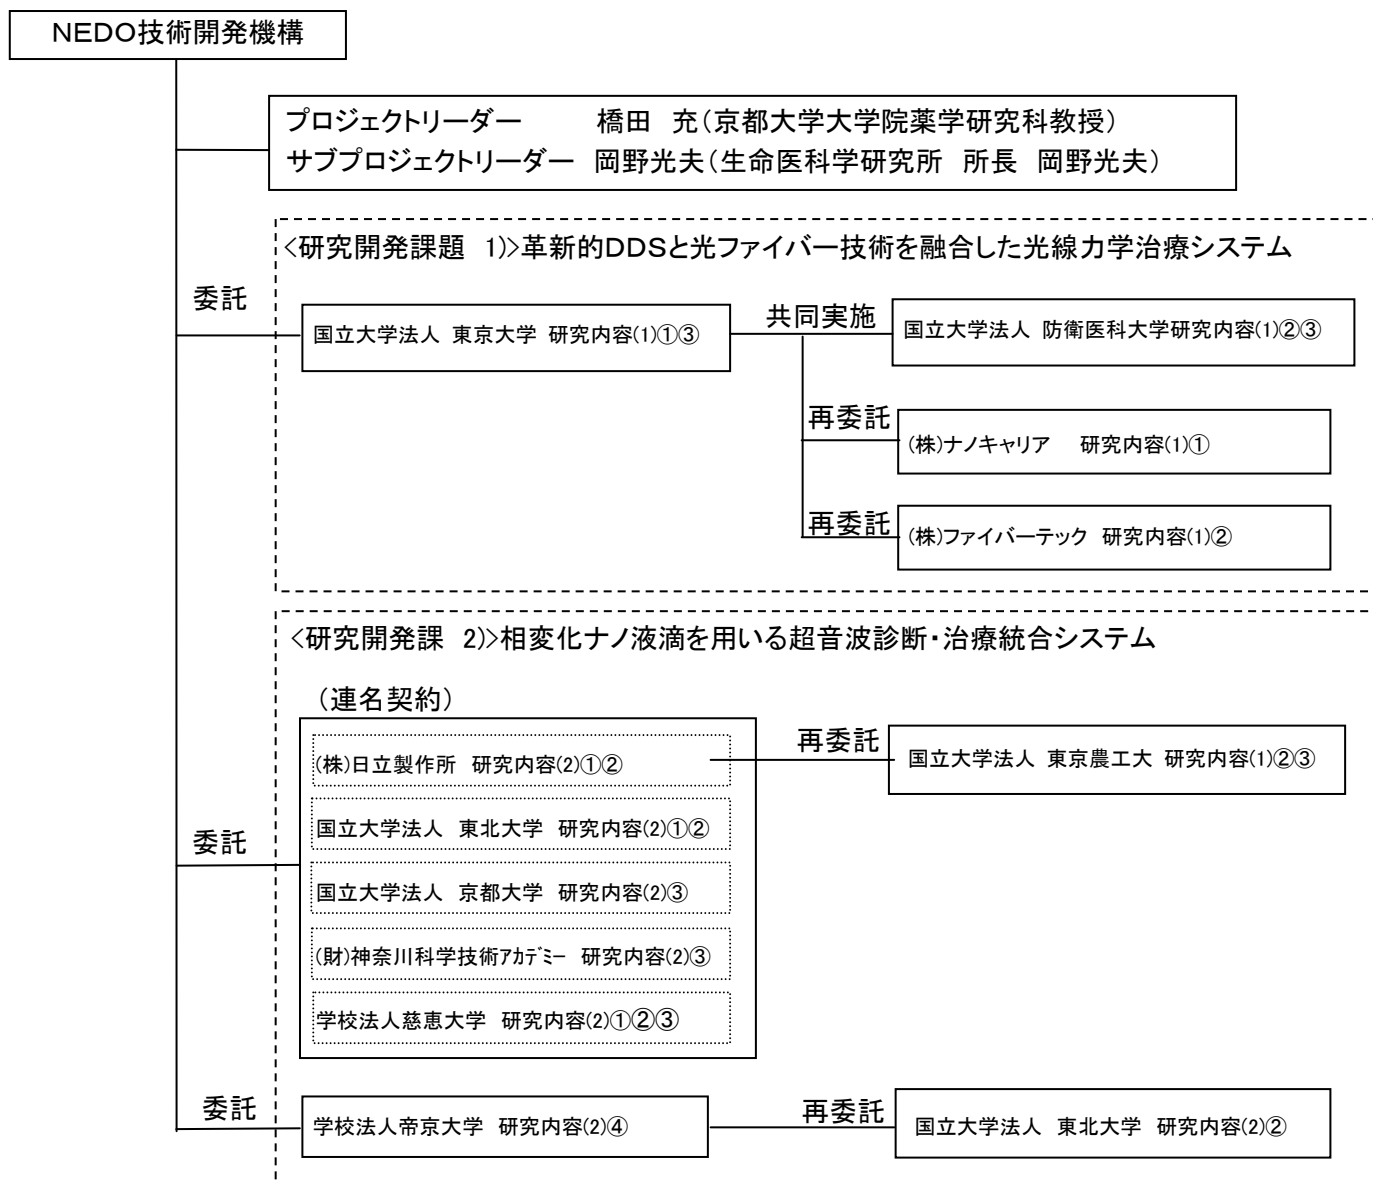 NEDO技術開発機構
プロジェクトリーダー 橋田 充(京都大学大学院薬学研究科教授)
サブプロジェクトリーダー 岡野光夫(生命医科学研究所 所長 岡野光夫)
<研究開発課題 1)>革新的DDSと光ファイバー技術を融合した光線力学治療システム
委託
国立大学法人 東京大学 研究内容(1)①③
共同実施
国立大学法人 防衛医科大学研究内容(1)②③
再委託
(株)ナノキャリア 研究内容(1)①
再委託
(株)ファイバーテック 研究内容(1)②
<研究開発課 2)>相変化ナノ液滴を用いる超音波診断・治療統合システム
(連名契約)
(株)日立製作所 研究内容(2)①②
再委託
国立大学法人 東京農工大 研究内容(1)②③
国立大学法人 東北大学 研究内容(2)①②
委託
国立大学法人 京都大学 研究内容(2)③
(財)神奈川科学技術ｱｶﾃﾞﾐｰ 研究内容(2)③
学校法人慈恵大学 研究内容(2)①②③
委託
学校法人帝京大学 研究内容(2)④
再委託
国立大学法人 東北大学 研究内容(2)②